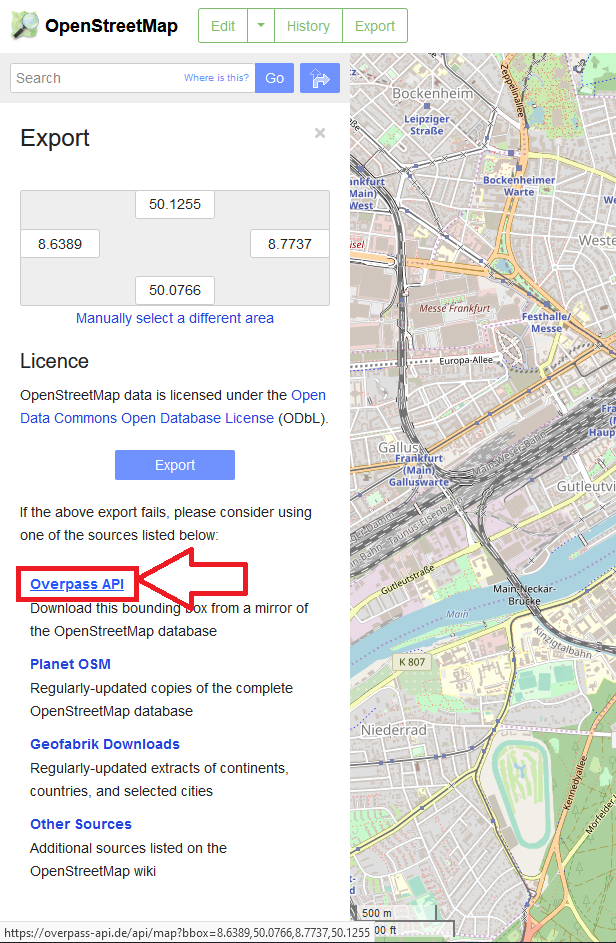 OpenStreetMap
Edit
History
Export
Search
Where is this?
Go
Export
50.1255
8.6389
8.7737
50.0766
Manually select a different area
Licence
OpenStreetMap data is licensed under the Open
Data Commons Open Database License (ODbL).
Export
If the above export fails, please consider using
one of the sources listed below:
Overpass API
Download this bounding box from a mirror of
the OpenStreetMap database
Planet OSM
Regularly-updated copies of the complete
OpenStreetMap database
Geofabrik Downloads
Regularly-updated extracts of continents,
countries, and selected cities
Other Sources
Additional sources listed on the
OpenStreetMap wiki
https://overpass-api.de/api/map?bbox=8.6389,50.0766,8.7737,50.1255
Zeppelinallee
Bockenheim
Leipziger
Straße
Bockenheimer
Warte
(Main)
West
Messe Frankfurt
Festhalle/
Messe
Europa-Allee
Gallus
Frankfurt
(Main)
Galluswarte
Main-Weser-Bahn
Gutleutstraße
Main-Neckar-
Brücke
Main
Kinzigtalbahn
K 807
Niederrad
Kennedyallee
500 m